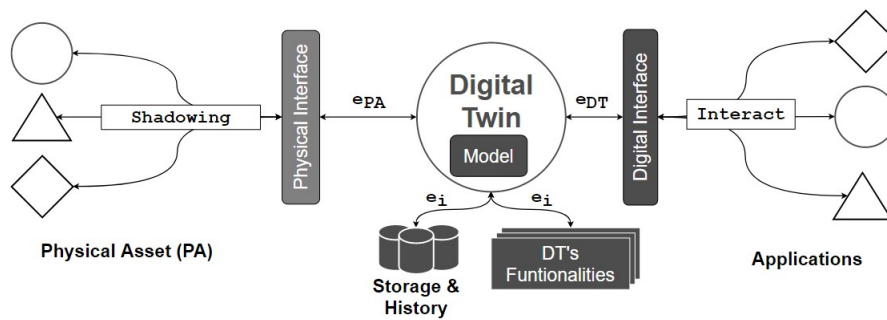 Physical Interface
Digital Interface
Digital
Twin
ePA
eDT
Shadowing
Interact
Model
ei
ei
Physical Asset (PA)
DT's
Funtionalities
Applications
Storage &
History